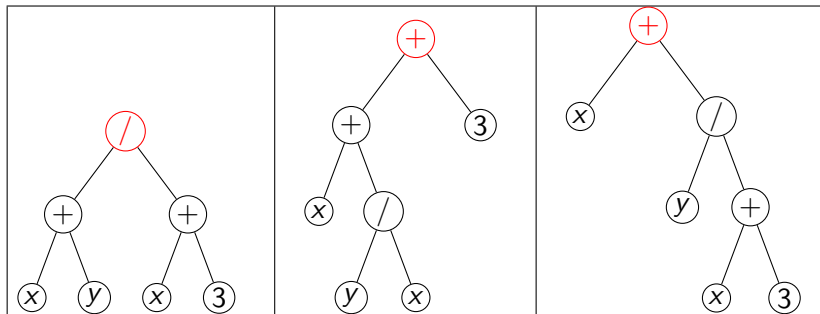 /
+ +
x y x 3
+
+ 3
x /
y x
+
x /
y +
x 3